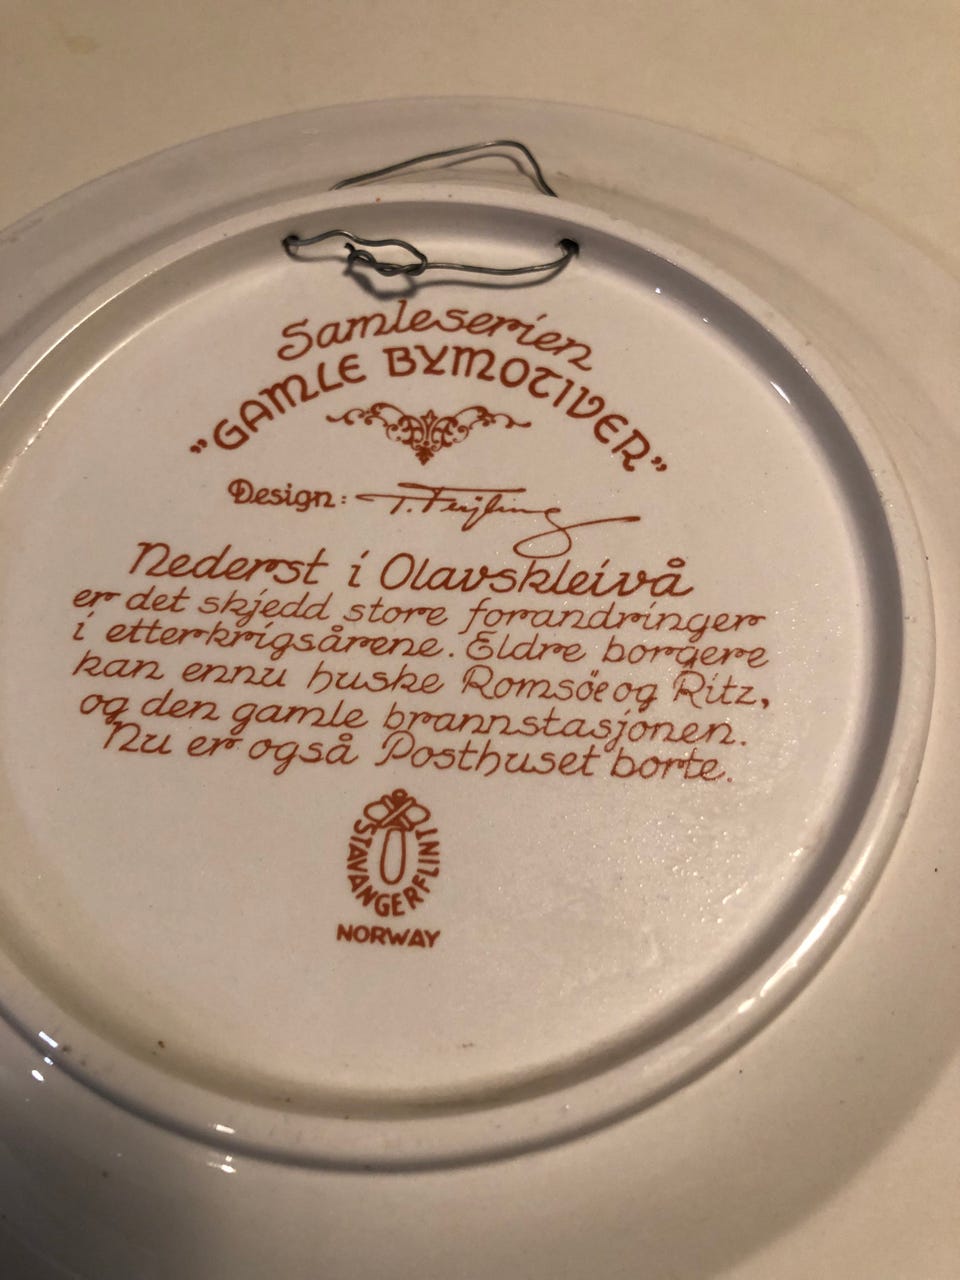 Samleserien
"GAMLE BYMOTIVER"
Design: T. Feyling
Nederst i Olavskleivå
er det skjedd store forandringer
i etterkrigsårene. Eldre borgere
kan ennu huske Romsöe og Ritz,
og den gamle brannstasjonen.
Nu er også Posthuset borte.
STAVANGERFLINT
NORWAY